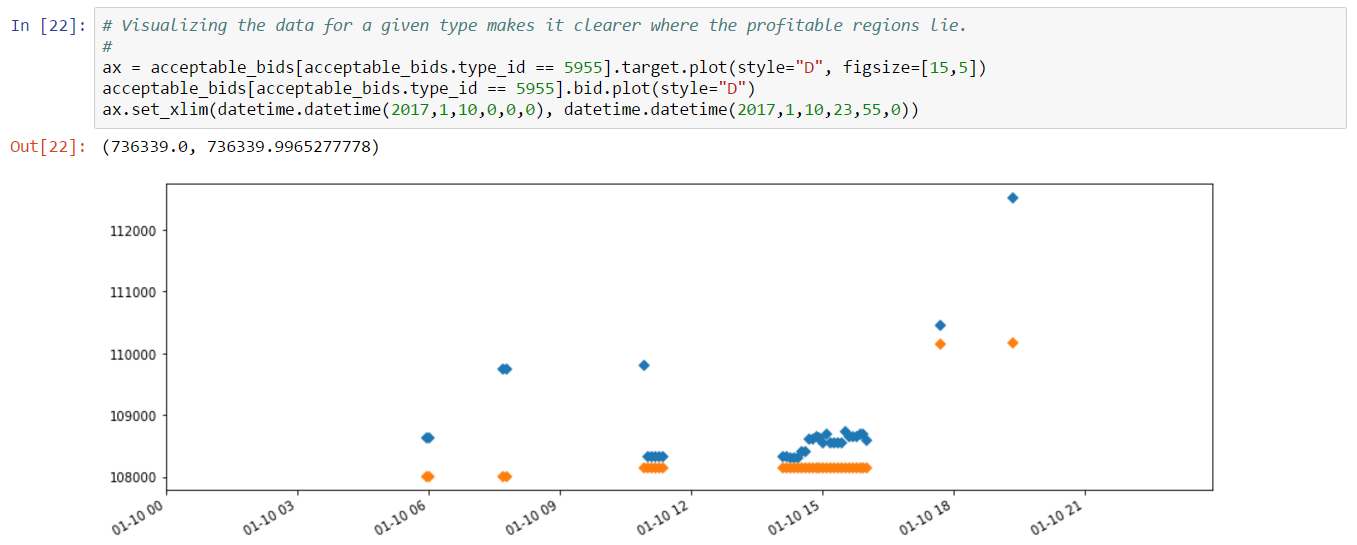 In [22]: # Visualizing the data for a given type makes it clearer where the profitable regions lie.
#
ax = acceptable_bids[acceptable_bids.type_id == 5955].target.plot(style="D", figsize=[15,5])
acceptable_bids[acceptable_bids.type_id == 5955].bid.plot(style="D")
ax.set_xlim(datetime.datetime(2017,1,10,0,0,0), datetime.datetime(2017,1,10,23,55,0))
Out[22]: (736339.0, 736339.9965277778)
112000
111000
110000
109000
108000
01-10 00 01-10 03 01-10 06 01-10 09 01-10 12 01-10 15 01-10 18 01-10 21